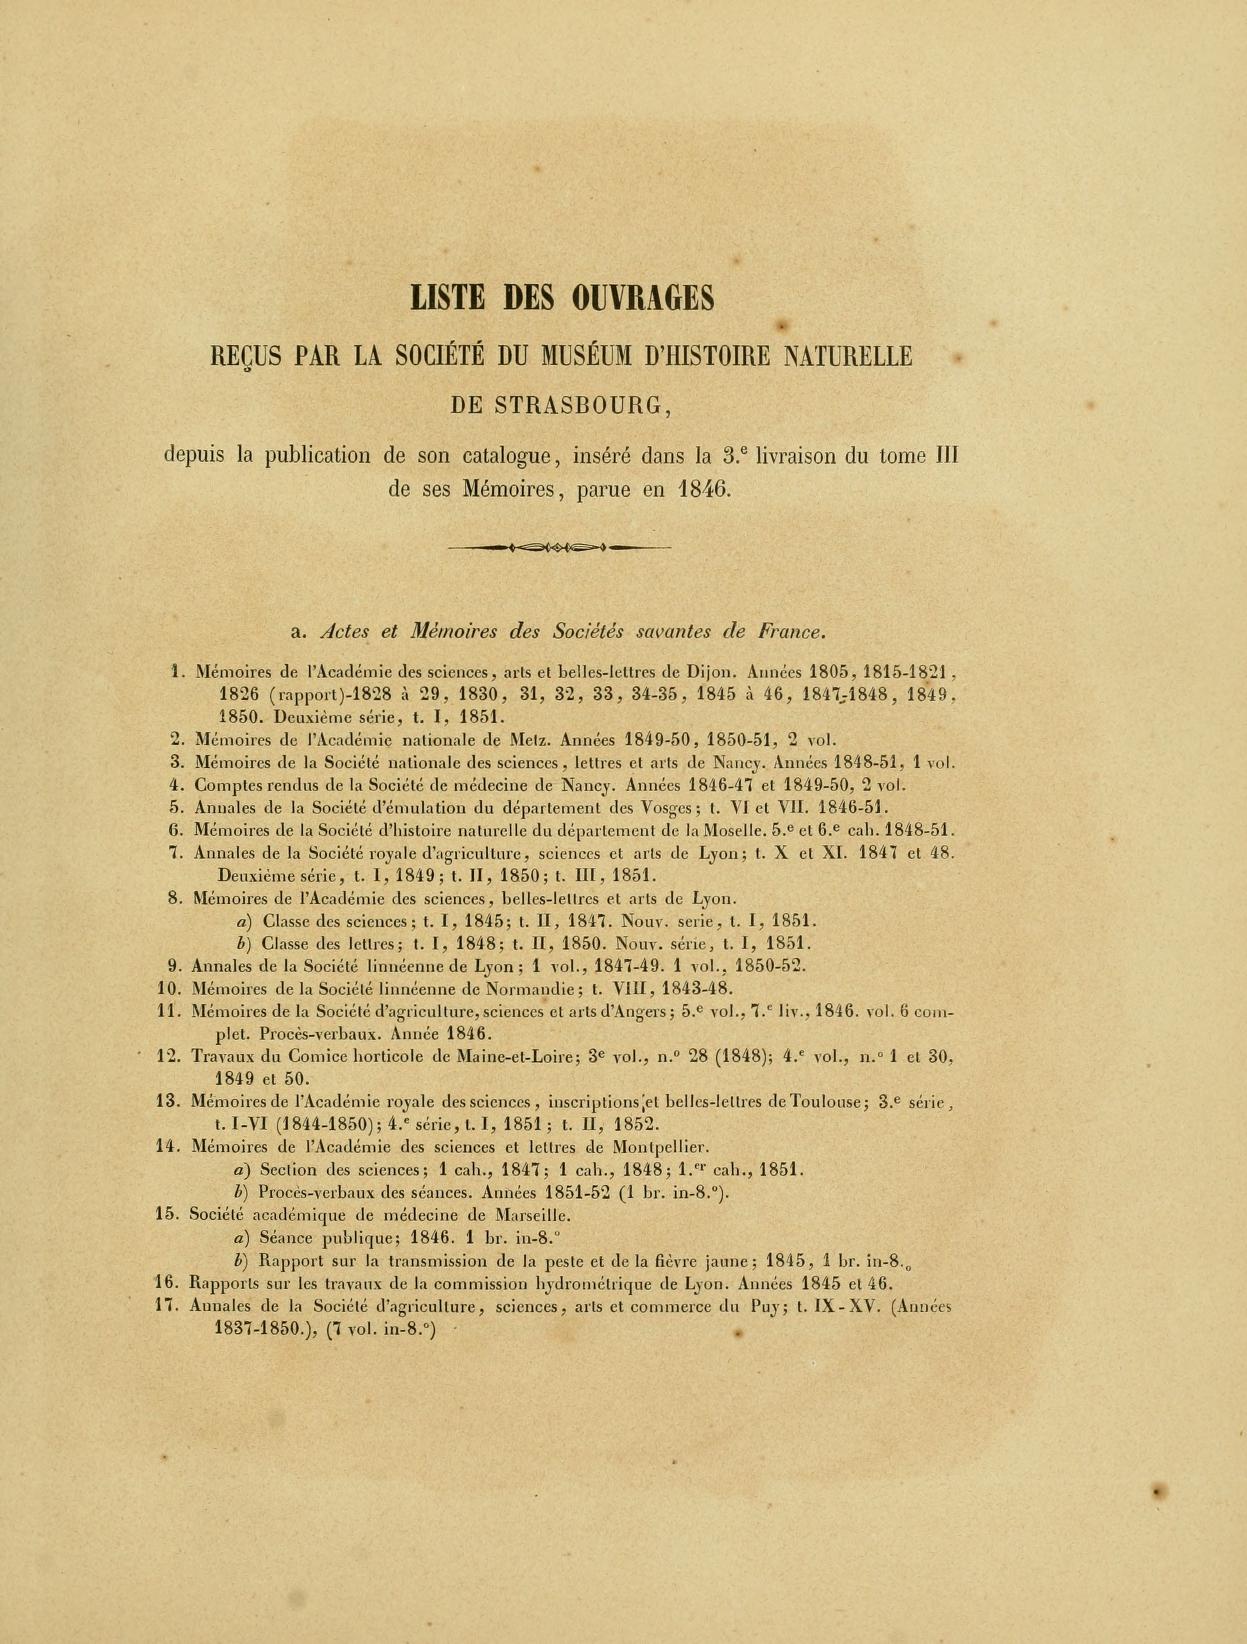 LISTE DES OUVRAGES
REÇUS PAR LA SOCIÉTÉ DU MUSÉUM D'HISTOIRE NATURELLE
DE STRASBOURG,
depuis la publication de son catalogue, inséré dans la 3.e livraison du tome III
de ses Mémoires, parue en 1846.
a. Actes et Mémoires des Sociétés savantes de France.
1. Mémoires de l'Académie des sciences, arts et belles-lettres de Dijon. Années 1805, 1815-1821,
1826 (rapport)-1828 à 29, 1830, 31, 32, 33, 34-35, 1845 à 46, 1847-1848, 1849,
1850. Deuxième série, t. I, 1851.
2. Mémoires de l'Académie nationale de Metz. Années 1849-50, 1850-51, 2 vol.
3. Mémoires de la Société nationale des sciences, lettres et arts de Nancy. Années 1848-51, 1 vol.
4. Comptes rendus de la Société de médecine de Nancy. Années 1846-47 et 1849-50, 2 vol.
5. Annales de la Société d'émulation du département des Vosges; t. VI et VII. 1846-51.
6. Mémoires de la Société d'histoire naturelle du département de la Moselle. 5.e et 6.e cah. 1848-51.
7. Annales de la Société royale d'agriculture, sciences et arts de Lyon; t. X et XI. 1847 et 48.
Deuxième série, t. I, 1849; t. II, 1850; t. III, 1851.
8. Mémoires de l'Académie des sciences, belles-lettres et arts de Lyon.
a) Classe des sciences; t. I, 1845; t. II, 1847. Nouv. serie, t. I, 1851.
b) Classe des lettres; t. I, 1848; t. II, 1850. Nouv. série, t. I, 1851.
9. Annales de la Société linnéenne de Lyon; 1 vol., 1847-49. 1 vol., 1850-52.
10. Mémoires de la Société linnéenne de Normandie; t. VIII, 1843-48.
11. Mémoires de la Société d'agriculture, sciences et arts d'Angers; 5.e vol., 7.e liv., 1846. vol. 6 com-
plet. Procès-verbaux. Année 1846.
12. Travaux du Comice horticole de Maine-et-Loire; 3e vol., n.o 28 (1848); 4.e vol., n.o 1 et 30,
1849 et 50.
13. Mémoires de l'Académie royale des sciences, inscriptions et belles-lettres de Toulouse; 3.e série,
t. I-VI (1844-1850); 4.e série, t. I, 1851; t. II, 1852.
14. Mémoires de l'Académie des sciences et lettres de Montpellier.
a) Section des sciences; 1 cah., 1847; 1 cah., 1848; 1.er cah., 1851.
b) Procès-verbaux des séances. Années 1851-52 (1 br. in-8.o).
15. Société académique de médecine de Marseille.
a) Séance publique; 1846. 1 br. in-8.o
b) Rapport sur la transmission de la peste et de la fièvre jaune; 1845, 1 br. in-8.o
16. Rapports sur les travaux de la commission hydrométrique de Lyon. Années 1845 et 46.
17. Annales de la Société d'agriculture, sciences, arts et commerce du Puy; t. IX-XV. (Années
1837-1850.), (7 vol. in-8.o)